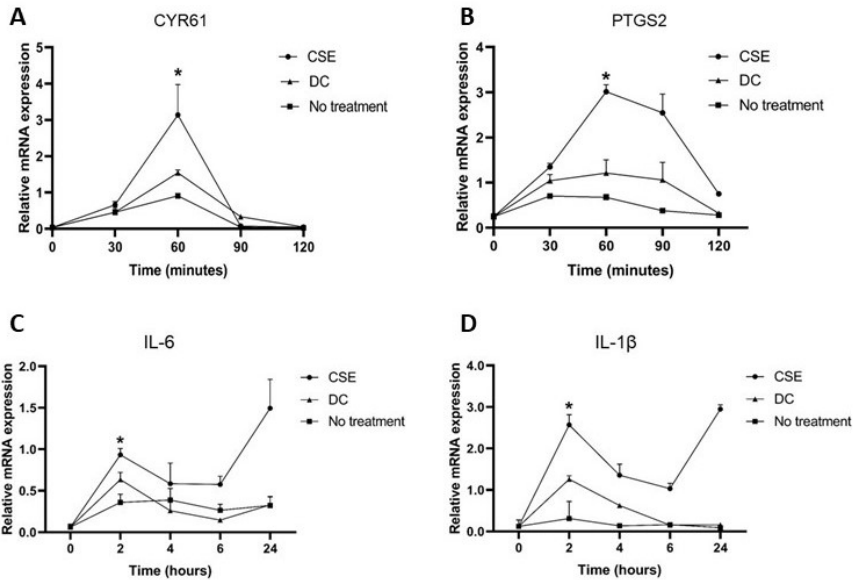 A
CYR61
Relative mRNA expression
5
4
3
2
1
0
*
0 30 60 90 120
Time (minutes)
CSE
DC
No treatment
B
PTGS2
Relative mRNA expression
4
3
2
1
0
*
0 30 60 90 120
Time (minutes)
CSE
DC
No treatment
C
IL-6
Relative mRNA expression
2.0
1.5
1.0
0.5
0.0
*
0 2 4 6 24
Time (hours)
CSE
DC
No treatment
D
IL-1β
Relative mRNA expression
4.0
3.0
2.0
1.0
0.0
*
0 2 4 6 24
Time (hours)
CSE
DC
No treatment